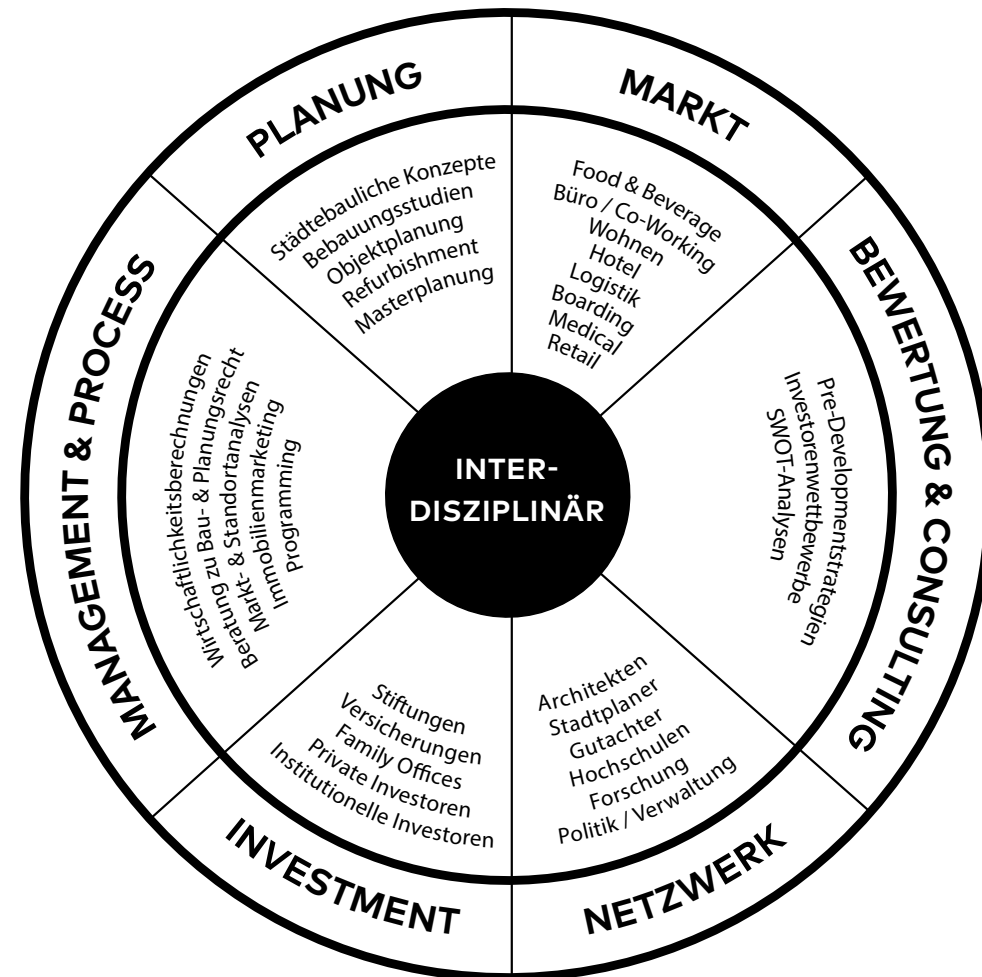 PLANUNG
Städtebauliche Konzepte
Bebauungsstudien
Objektplanung
Refurbishment
Masterplanung
MARKT
Food & Beverage
Büro / Co-Working
Wohnen
Hotel
Logistik
Boarding
Medical
Retail
BEWERTUNG & CONSULTING
Pre-Developmentstrategien
Investorenwettbewerbe
SWOT-Analysen
NETZWERK
Architekten
Stadtplaner
Gutachter
Hochschulen
Forschung
Politik / Verwaltung
INVESTMENT
Stiftungen
Versicherungen
Family Offices
Private Investoren
Institutionelle Investoren
MANAGEMENT & PROCESS
Wirtschaftlichkeitsberechnungen
Beratung zu Bau- & Planungsrecht
Markt- & Standortanalysen
Immobilienmarketing
Programming
INTER-
DISZIPLINÄR